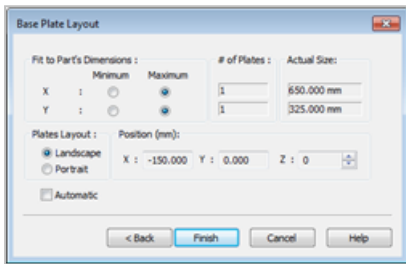 Base Plate Layout
Fit to Part's Dimensions :
# of Plates :
Actual Size:
Minimum Maximum
X :
1
650.000 mm
Y :
1
325.000 mm
Plates Layout :
Position (mm):
Landscape
X : -150.000 Y : 0.000 Z : 0
Portrait
Automatic
< Back Finish Cancel Help